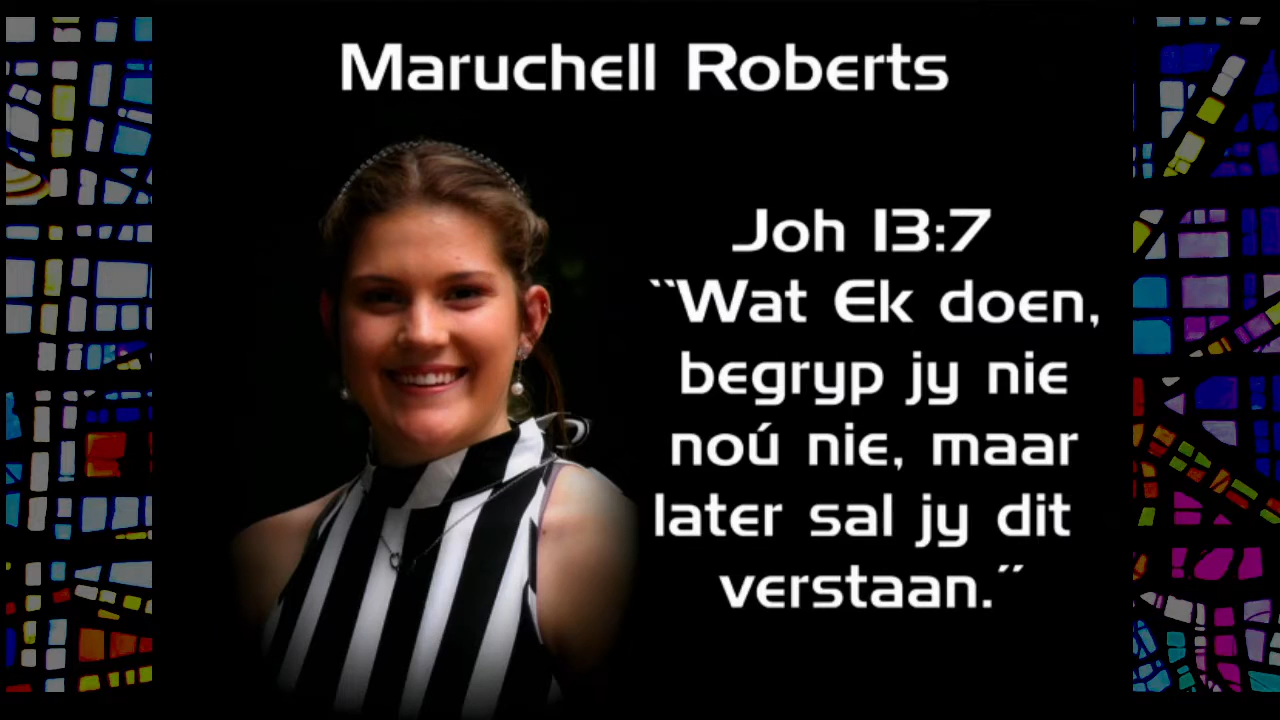 Maruchell Roberts
Joh 13:7
``Wat Ek doen,
begryp jy nie
noú nie, maar
later sal jy dit
verstaan.˝